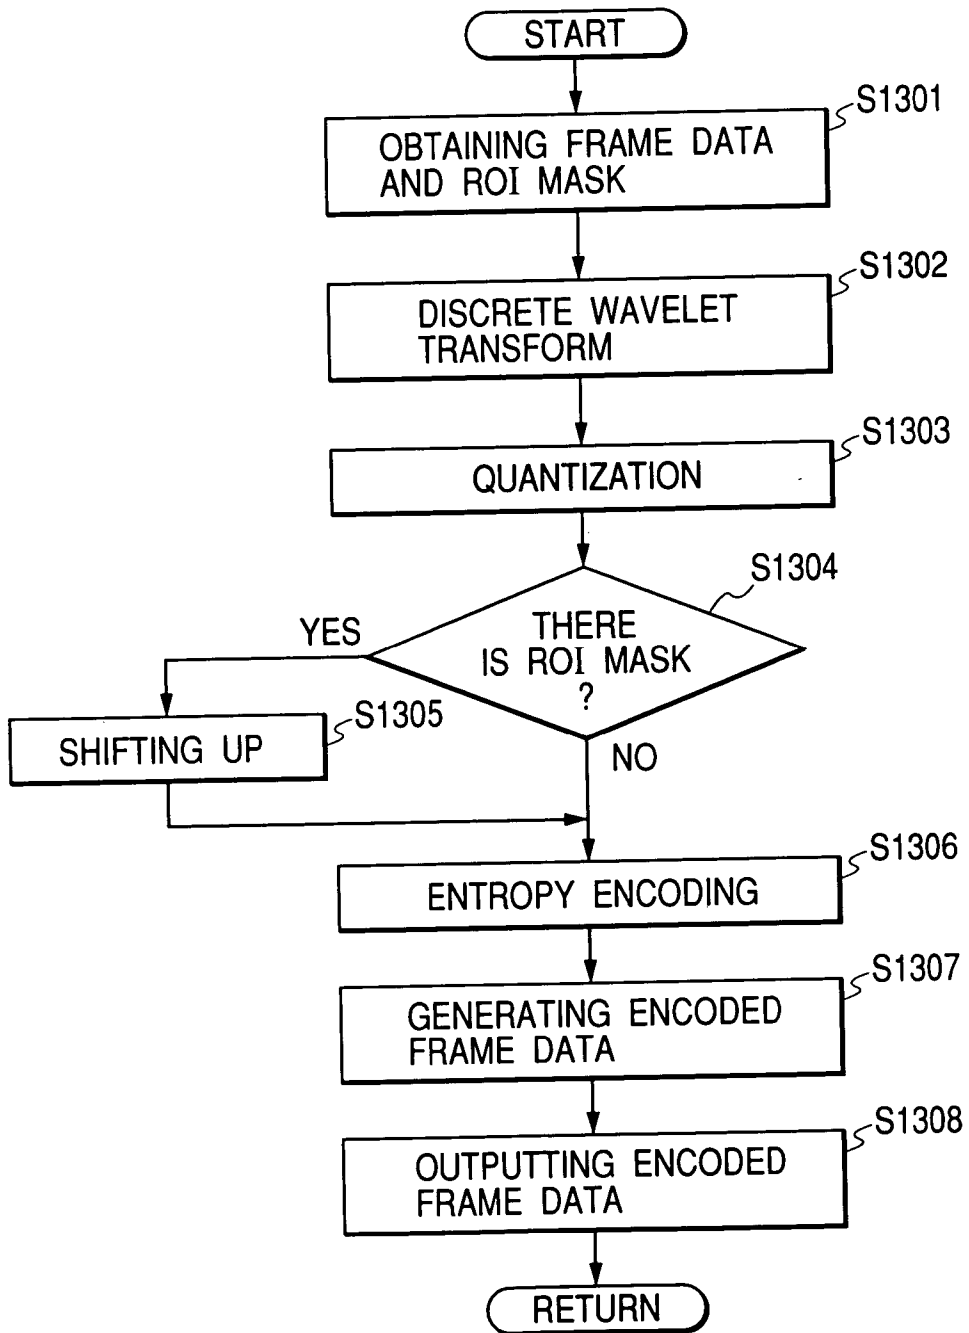 START
S1301
OBTAINING FRAME DATA
AND ROI MASK
S1302
DISCRETE WAVELET
TRANSFORM
S1303
QUANTIZATION
S1304
THERE
IS ROI MASK
?
YES
S1305
SHIFTING UP
NO
S1306
ENTROPY ENCODING
S1307
GENERATING ENCODED
FRAME DATA
S1308
OUTPUTTING ENCODED
FRAME DATA
RETURN